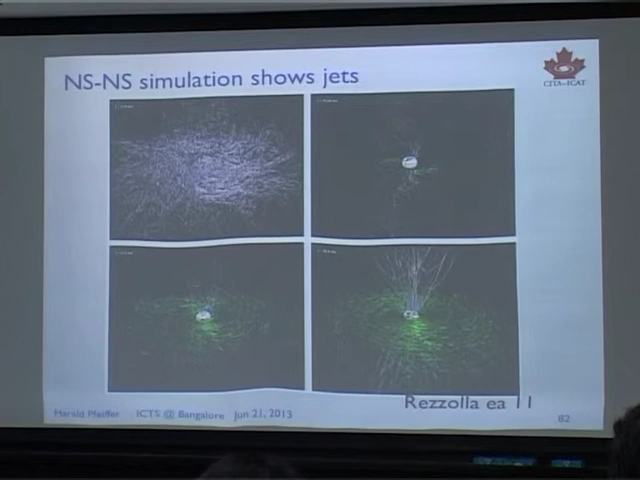 NS-NS simulation shows jets
CITA-ICAT
Rezzolla ea 11
Harald Pfeiffer ICTS @ Bangalore Jun 21, 2013
82